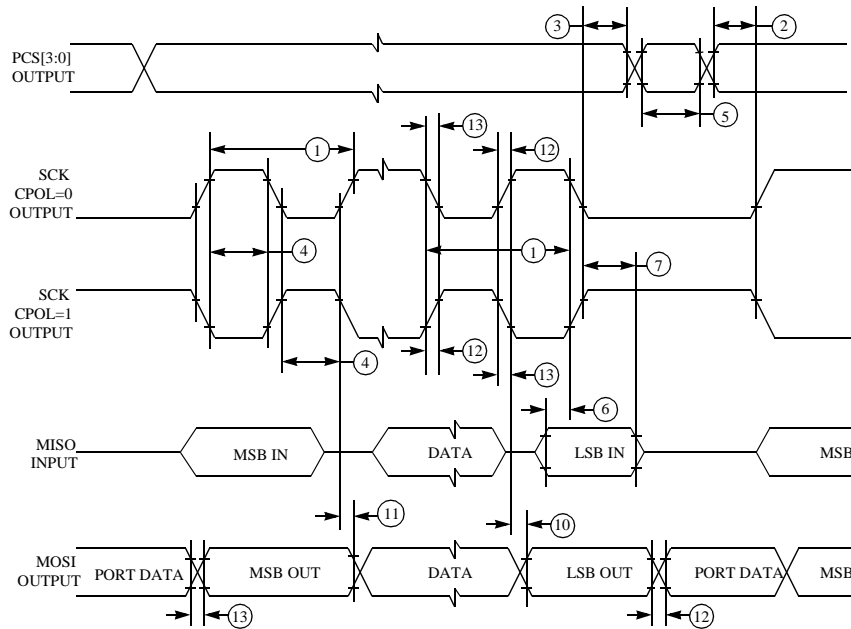 3
2
PCS[3:0]
OUTPUT
5
13
12
1
SCK
CPOL=0
OUTPUT
4
1
7
SCK
CPOL=1
OUTPUT
12
4
13
6
MISO
INPUT
MSB IN
DATA
LSB IN
MSB
11
10
MOSI
OUTPUT
PORT DATA
MSB OUT
DATA
LSB OUT
PORT DATA
MSB
13
12